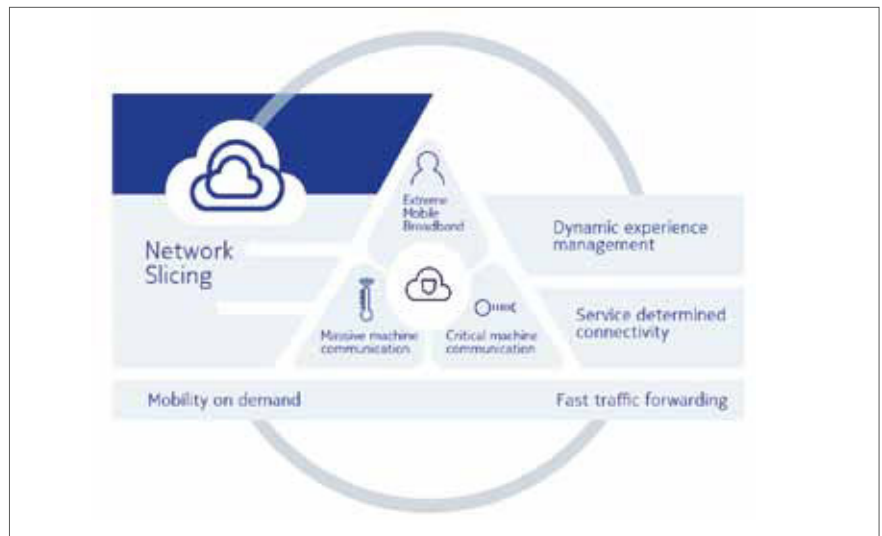 Extreme
Mobile
Broadband
Network
Slicing
Dynamic experience
management
Massive machine
communication
Critical machine
communication
Service determined
connectivity
Mobility on demand
Fast traffic forwarding